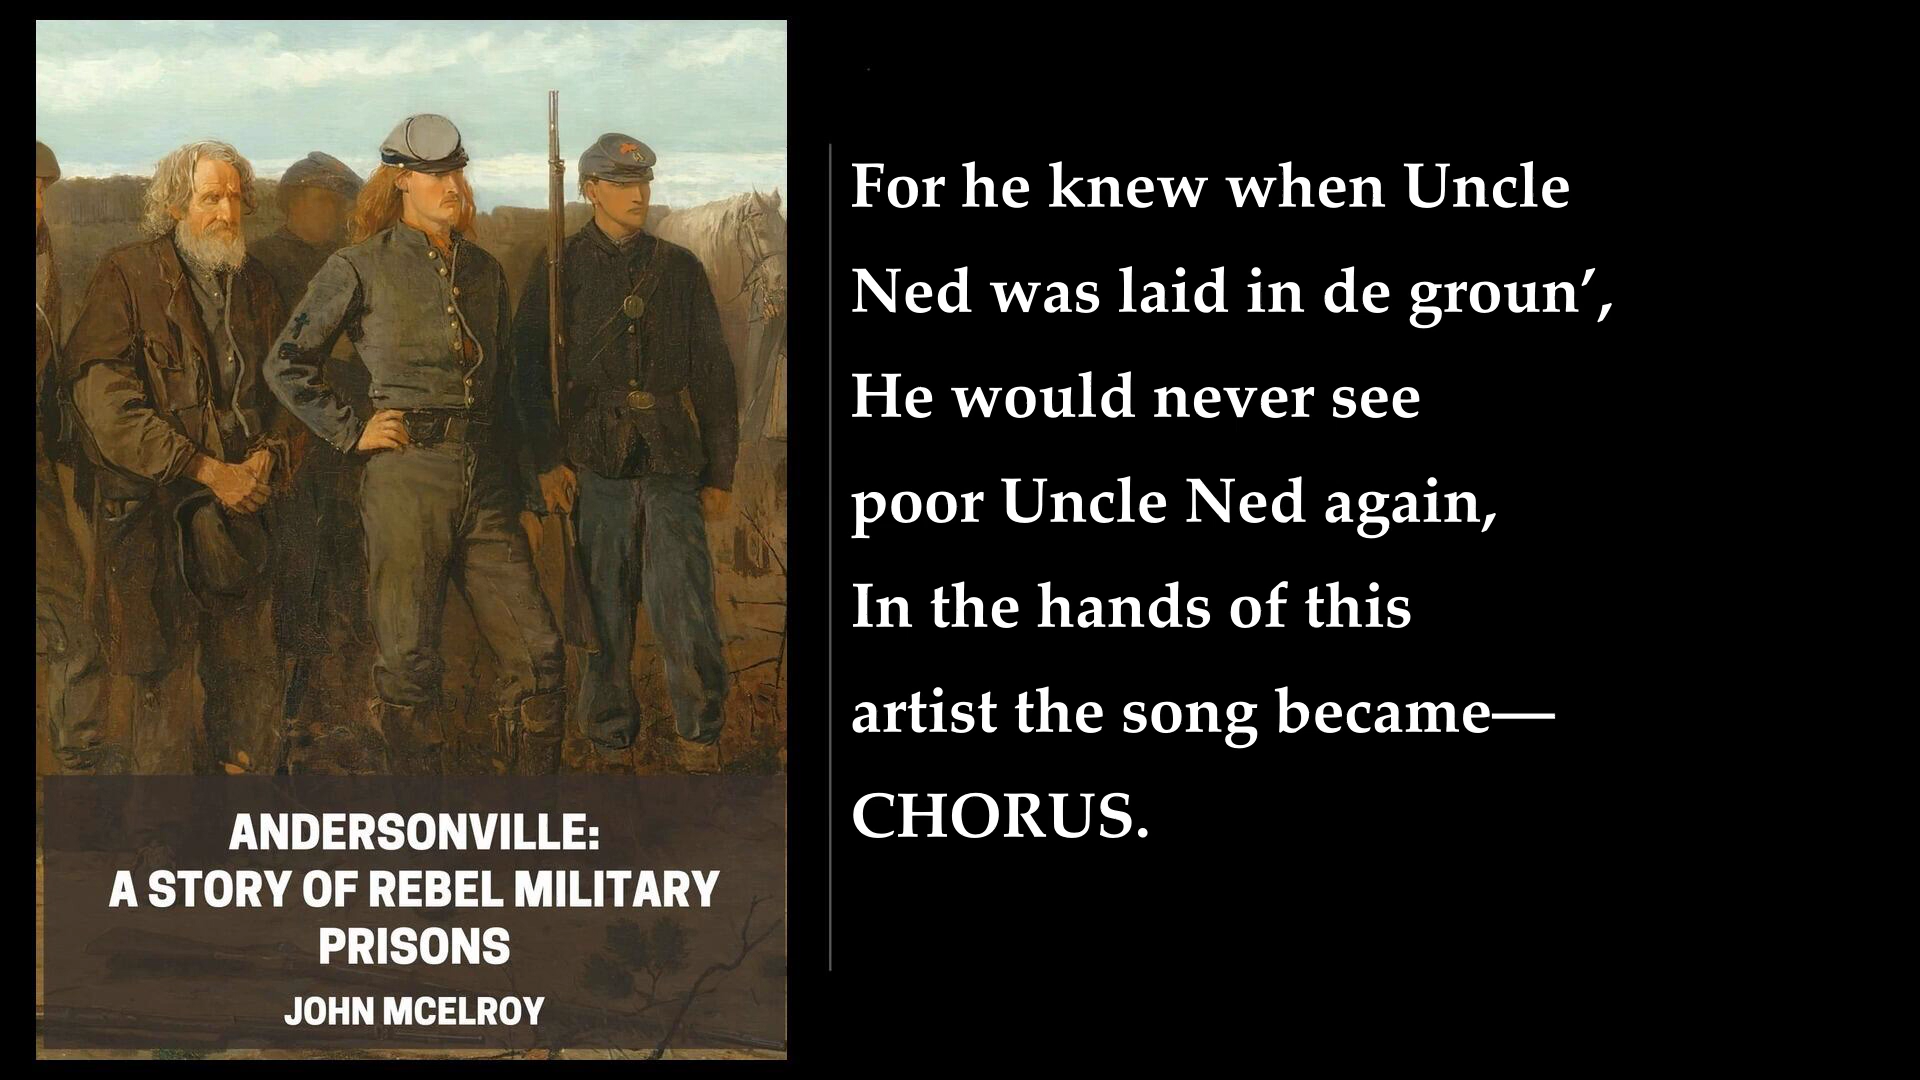 ANDERSONVILLE:
A STORY OF REBEL MILITARY
PRISONS
JOHN MCELROY
For he knew when Uncle
Ned was laid in de groun’,
He would never see
poor Uncle Ned again,
In the hands of this
artist the song became—
CHORUS.